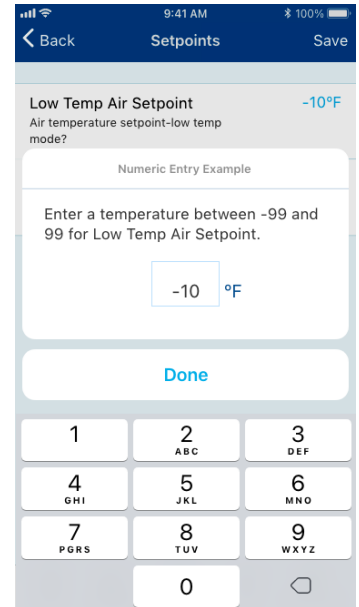 9:41 AM 100%
Back Setpoints Save
Low Temp Air Setpoint -10°F
Air temperature setpoint-low temp
mode?
Numeric Entry Example
Enter a temperature between -99 and
99 for Low Temp Air Setpoint.
-10 °F
Done
1 2 3
ABC DEF
4 5 6
GHI JKL MNO
7 8 9
PGRS TUV WXYZ
0